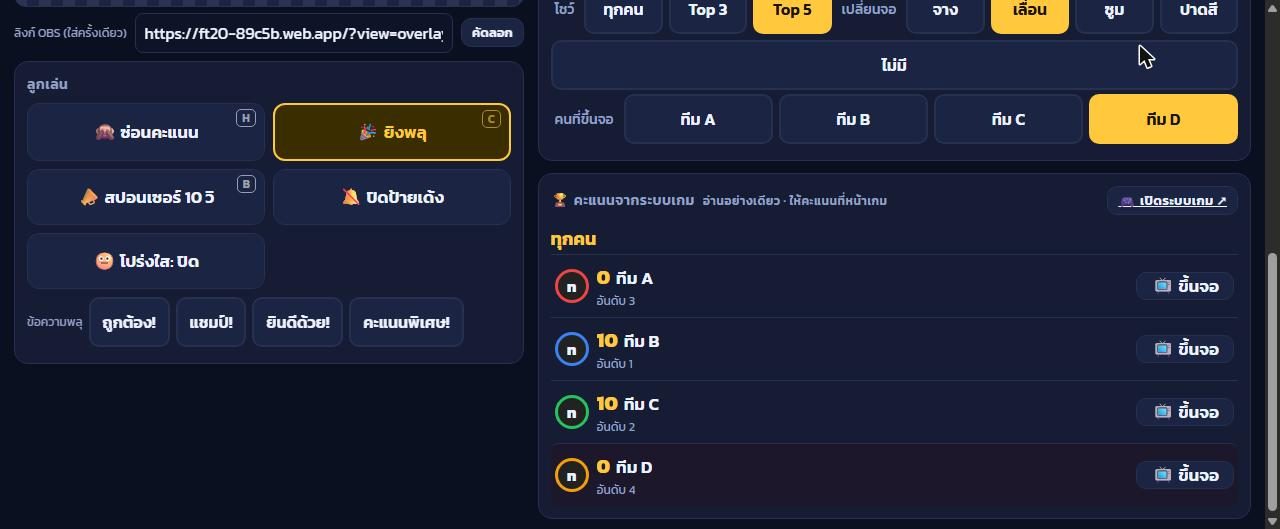 ลิงก์ OBS (ใส่ครั้งเดียว) https://ft20-89c5b.web.app/?view=overlay คัดลอก
ลูกเล่น
ซ่อนคะแนน H
ยิงพลุ C
สปอนเซอร์ 10 วิ B
ปิดป้ายเด้ง
โปร่งใส: ปิด
ข้อความพลุ ถูกต้อง! แชมป์! ยินดีด้วย! คะแนนพิเศษ!
โชว์ ทุกคน Top 3 Top 5 เปลี่ยนจอ จาง เลื่อน ซูม ปาดสี
ไม่มี
คนที่ขึ้นจอ ทีม A ทีม B ทีม C ทีม D
คะแนนจากระบบเกม อ่านอย่างเดียว · ให้คะแนนที่หน้าเกม เปิดระบบเกม ↗
ทุกคน
ท 0 ทีม A ขึ้นจอ
อันดับ 3
ท 10 ทีม B ขึ้นจอ
อันดับ 1
ท 10 ทีม C ขึ้นจอ
อันดับ 2
ท 0 ทีม D ขึ้นจอ
อันดับ 4